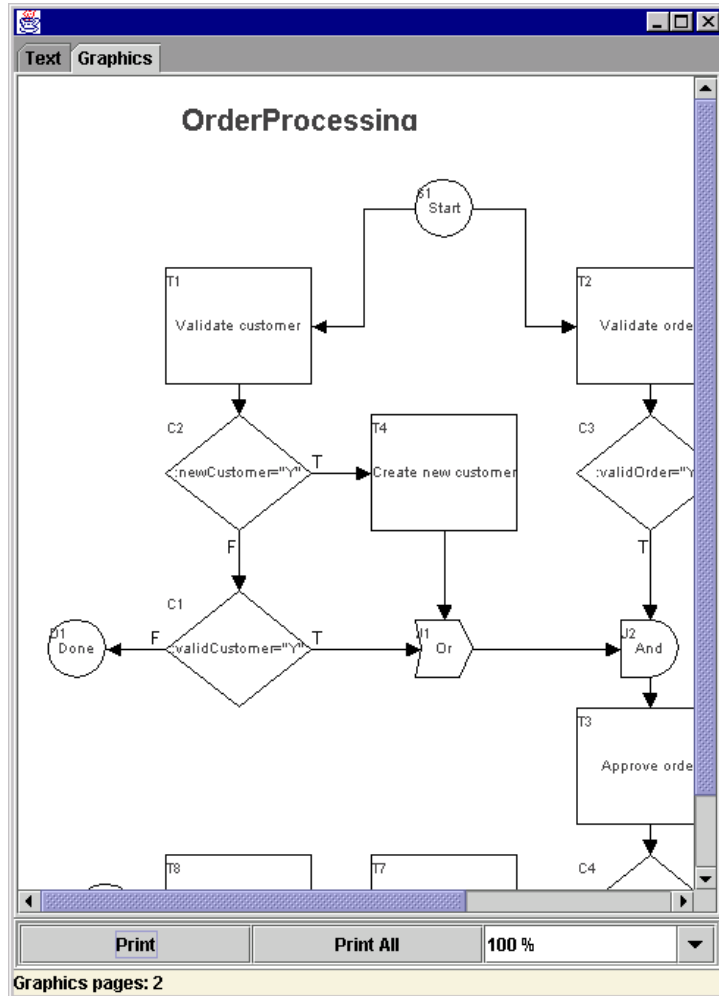 Text Graphics
OrderProcessing
S1
Start
T1
T2
Validate customer
Validate orde
C2
T4
C3
:newCustomer="Y"
T
Create new customer
:validOrder="Y
F
T
C1
D1
F
T
J1
J2
Done
:validCustomer="Y"
Or
And
T3
Approve orde
T8
T7
C4
Print Print All 100 %
Graphics pages: 2